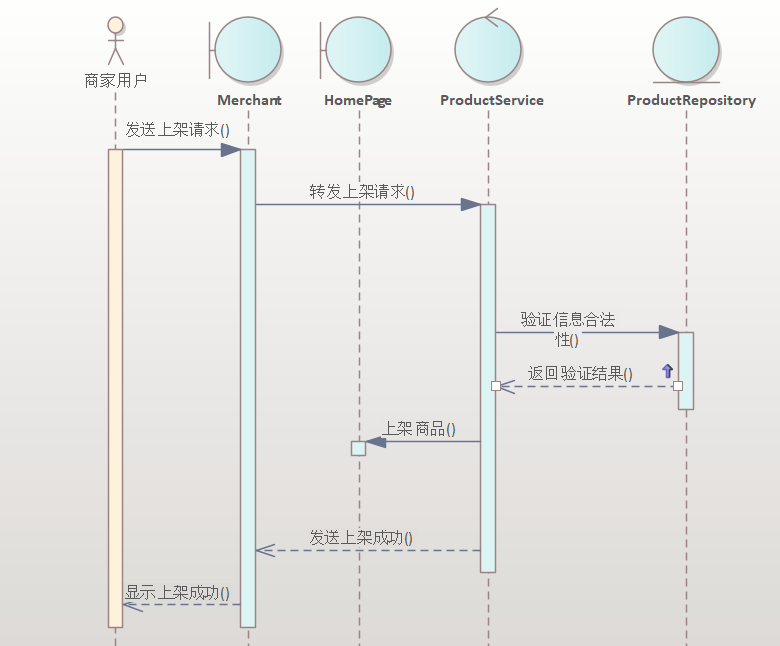 商家用户
Merchant
HomePage
ProductService
ProductRepository
发送上架请求()
转发上架请求()
验证信息合法
性()
返回验证结果()
上架商品()
发送上架成功()
显示上架成功()